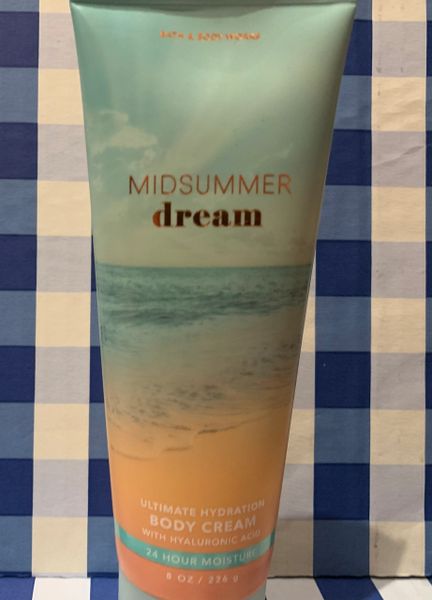 BATH & BODY WORKS
MIDSUMMER
dream
ULTIMATE HYDRATION
BODY CREAM
WITH HYALURONIC ACID
24 HOUR MOISTURE
8 OZ / 226 g